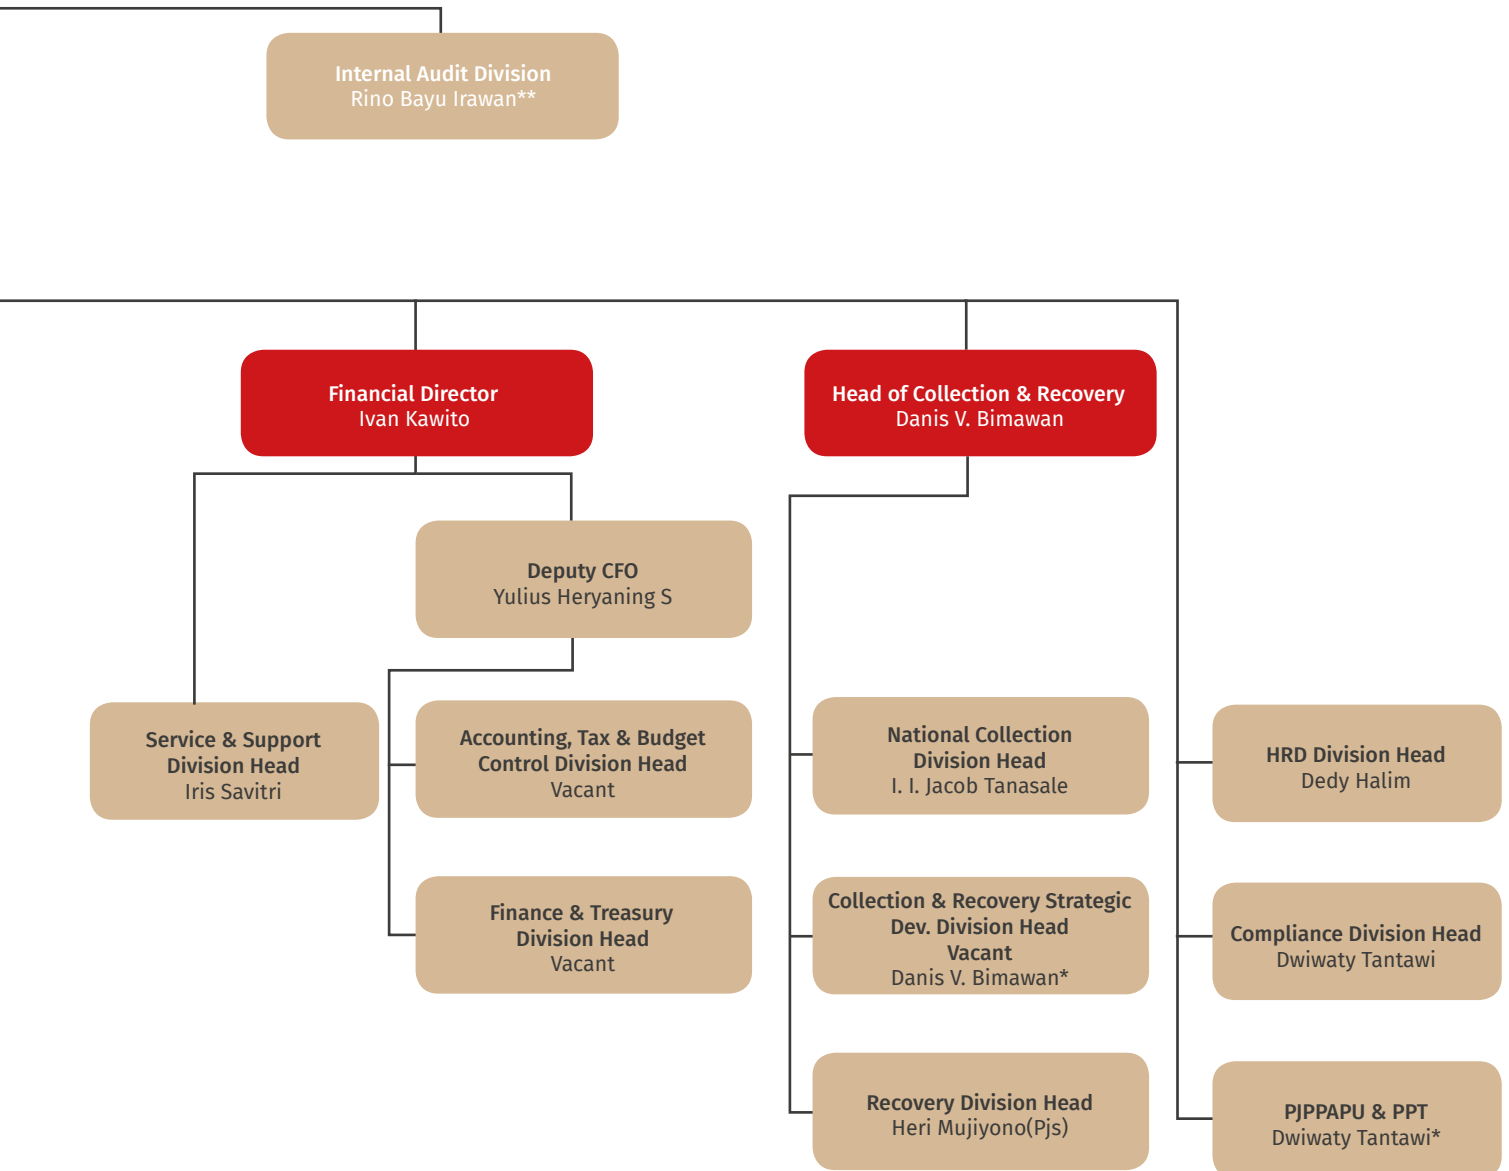 Internal Audit Division
Rino Bayu Irawan**
Financial Director
Ivan Kawito
Head of Collection & Recovery
Danis V. Bimawan
Deputy CFO
Yulius Heryaning S
Service & Support
Division Head
Iris Savitri
Accounting, Tax & Budget
Control Division Head
Vacant
National Collection
Division Head
I. I. Jacob Tanasale
HRD Division Head
Dedy Halim
Finance & Treasury
Division Head
Vacant
Collection & Recovery Strategic
Dev. Division Head
Vacant
Danis V. Bimawan*
Compliance Division Head
Dwiwaty Tantawi
Recovery Division Head
Heri Mujiyono(Pjs)
PJPPAPU & PPT
Dwiwaty Tantawi*